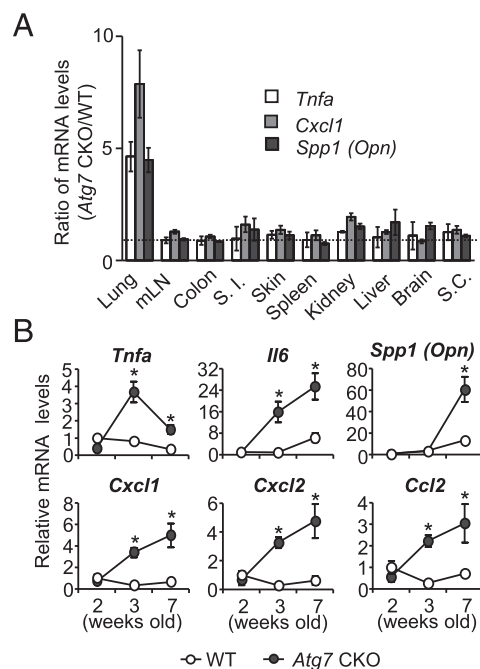 A
Ratio of mRNA levels
(Atg7 CKO/WT)
10
5
0
Tnfa
Cxcl1
Spp1 (Opn)
Lung
mLN
Colon
S. I.
Skin
Spleen
Kidney
Liver
Brain
S.C.
B
Relative mRNA levels
Tnfa
5
4
3
2
1
0
*
*
Il6
32
24
16
8
0
*
*
Spp1 (Opn)
80
60
40
20
0
*
Cxcl1
8
6
4
2
0
*
*
2 3 7
(weeks old)
Cxcl2
6
4
2
0
*
*
2 3 7
(weeks old)
Ccl2
4
3
2
1
0
*
*
2 3 7
(weeks old)
WT
Atg7 CKO